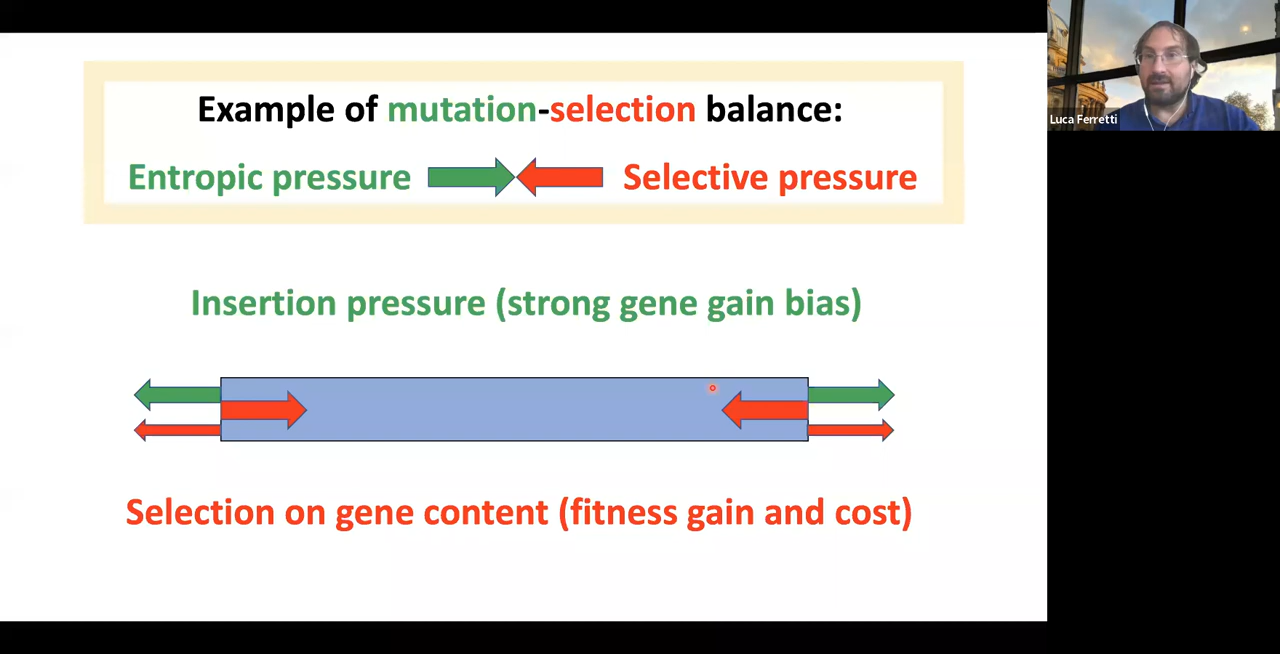 Example of mutation-selection balance:
Entropic pressure Selective pressure
Insertion pressure (strong gene gain bias)
Selection on gene content (fitness gain and cost)
Luca Ferretti